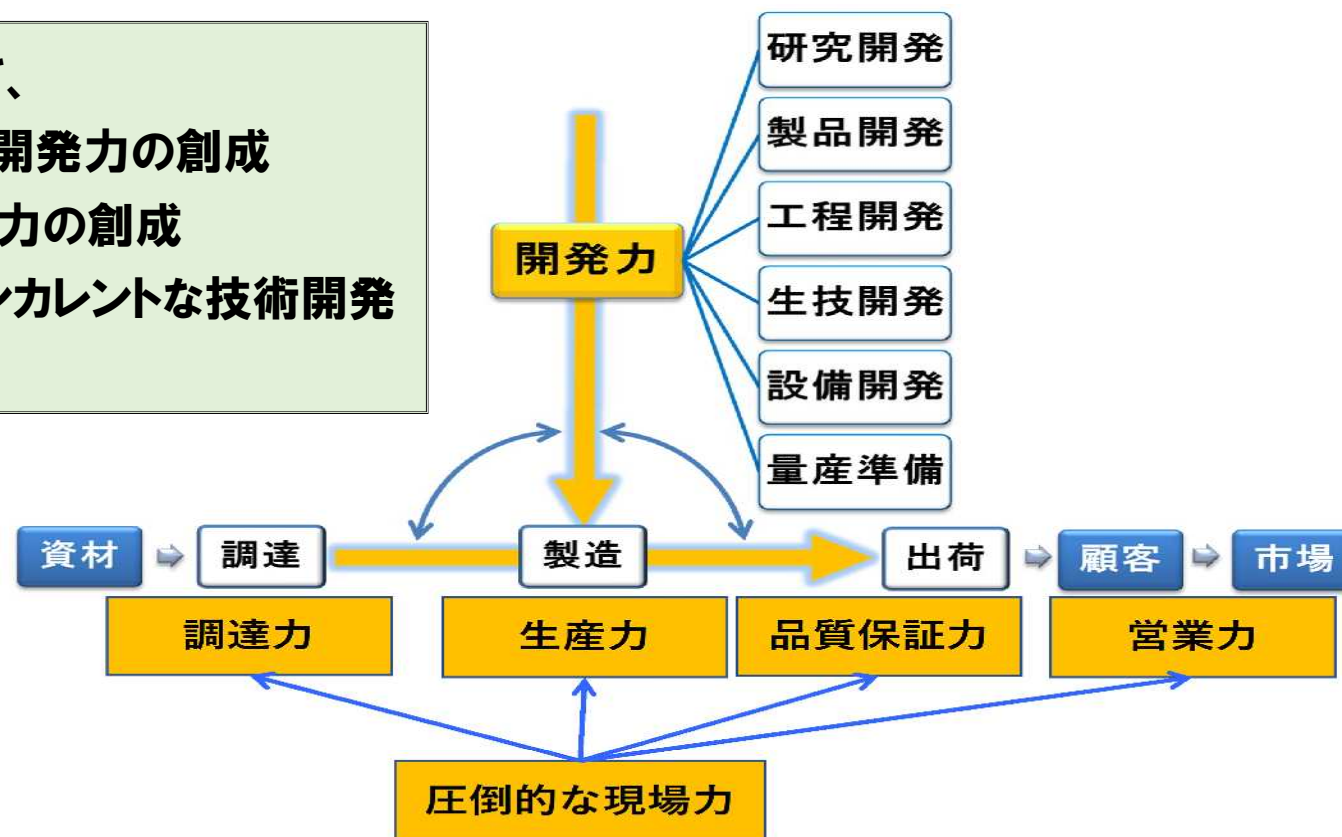 、
開発力の創成
力の創成
ンカレントな技術開発
研究開発
製品開発
工程開発
生技開発
設備開発
量産準備
開発力
資材
調達
製造
出荷
顧客
市場
調達力
生産力
品質保証力
営業力
圧倒的な現場力